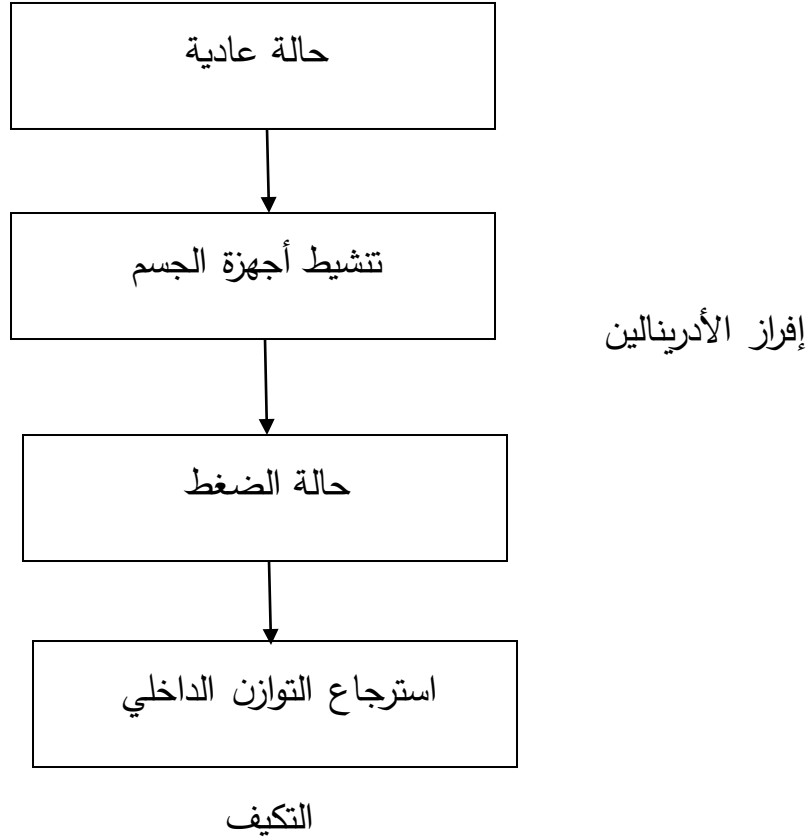 حالة عادية
تنشيط أجهزة الجسم
إفراز الأدرينالين
حالة الضغط
استرجاع التوازن الداخلي
التكيف